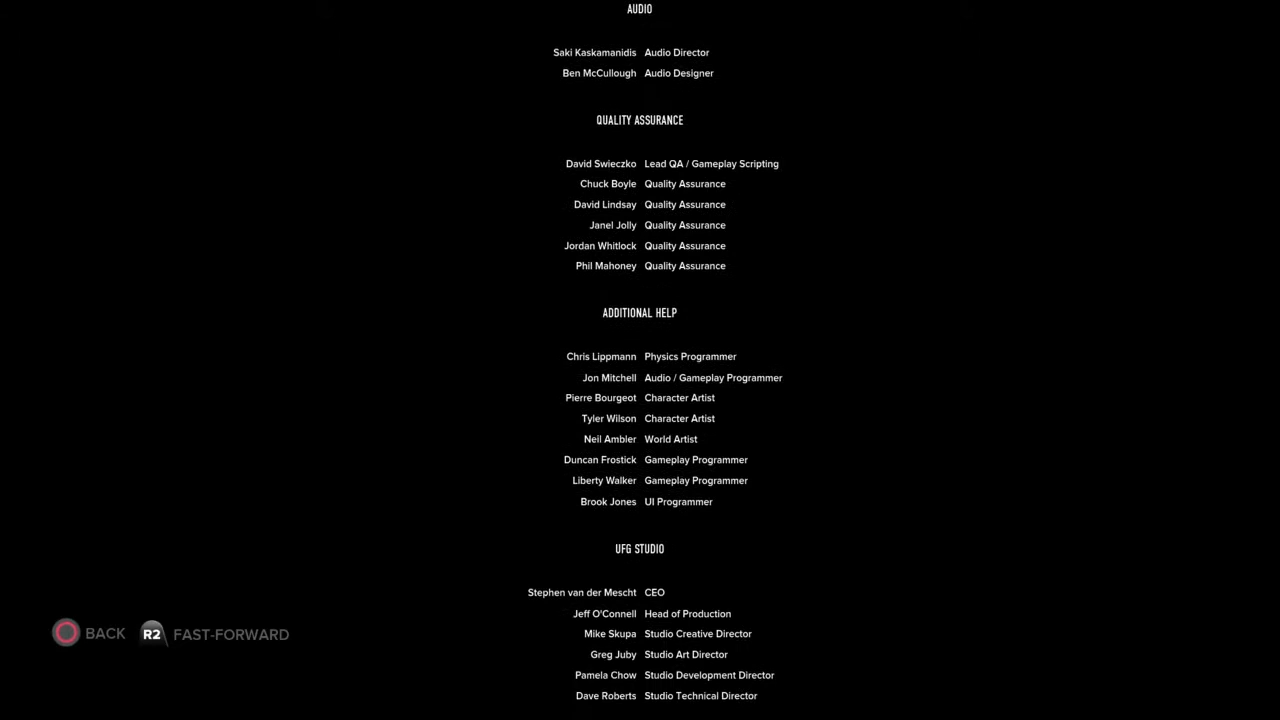 AUDIO
Saki Kaskamanidis Audio Director
Ben McCullough Audio Designer
QUALITY ASSURANCE
David Swieczko Lead QA / Gameplay Scripting
Chuck Boyle Quality Assurance
David Lindsay Quality Assurance
Janel Jolly Quality Assurance
Jordan Whitlock Quality Assurance
Phil Mahoney Quality Assurance
ADDITIONAL HELP
Chris Lippmann Physics Programmer
Jon Mitchell Audio / Gameplay Programmer
Pierre Bourgeot Character Artist
Tyler Wilson Character Artist
Neil Ambler World Artist
Duncan Frostick Gameplay Programmer
Liberty Walker Gameplay Programmer
Brook Jones UI Programmer
UFG STUDIO
Stephen van der Mescht CEO
Jeff O'Connell Head of Production
Mike Skupa Studio Creative Director
Greg Juby Studio Art Director
Pamela Chow Studio Development Director
Dave Roberts Studio Technical Director
BACK R2 FAST-FORWARD